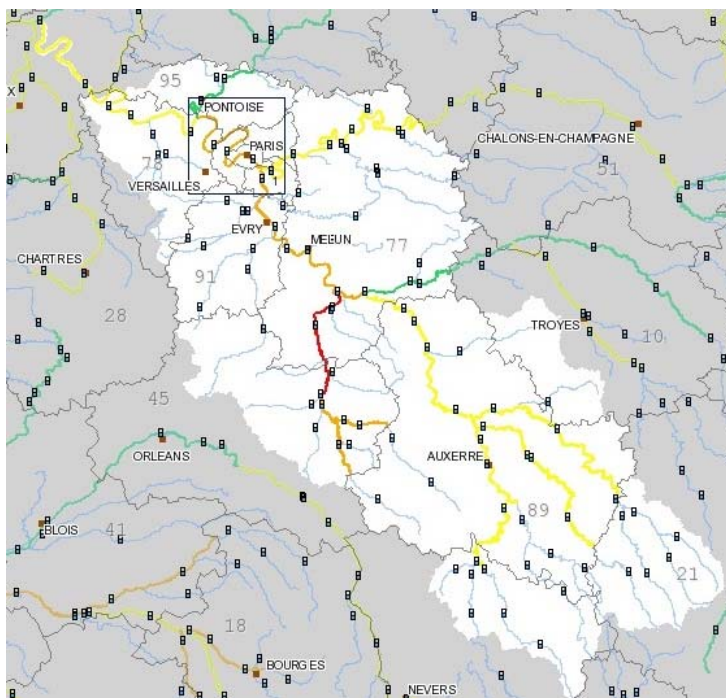 95
PONTOISE
X
PARIS
CHALONS-EN-CHAMPAGNE
78
51
VERSAILLES
EVRY
MELUN
77
CHARTRES
91
28
TROYES
10
45
ORLEANS
AUXERRE
BLOIS
41
89
21
18
BOURGES
NEVERS